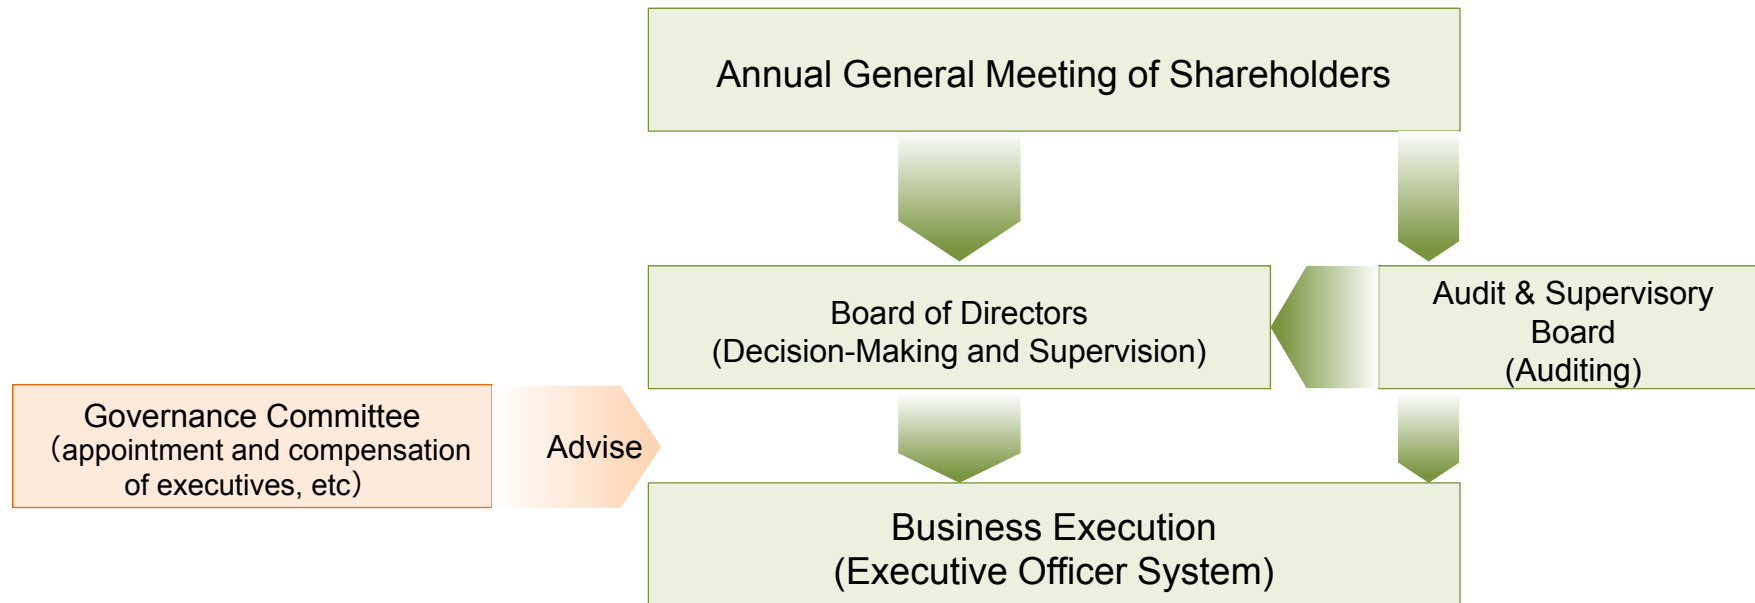 Annual General Meeting of Shareholders
Board of Directors
(Decision-Making and Supervision)
Audit & Supervisory
Board
(Auditing)
Governance Committee
（appointment and compensation
of executives, etc）
Advise
Business Execution
(Executive Officer System)